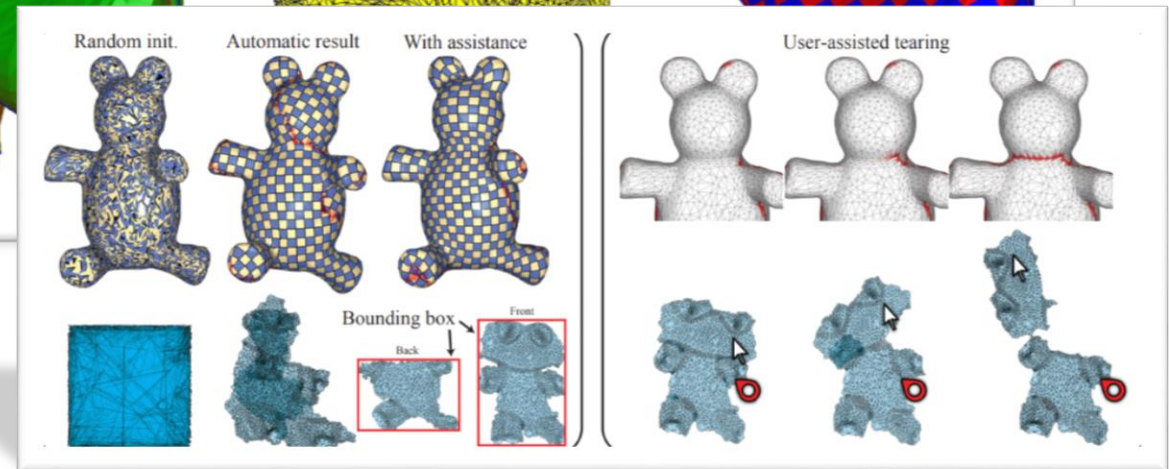 Random init.
Automatic result
With assistance
User-assisted tearing
Bounding box
Front
Back